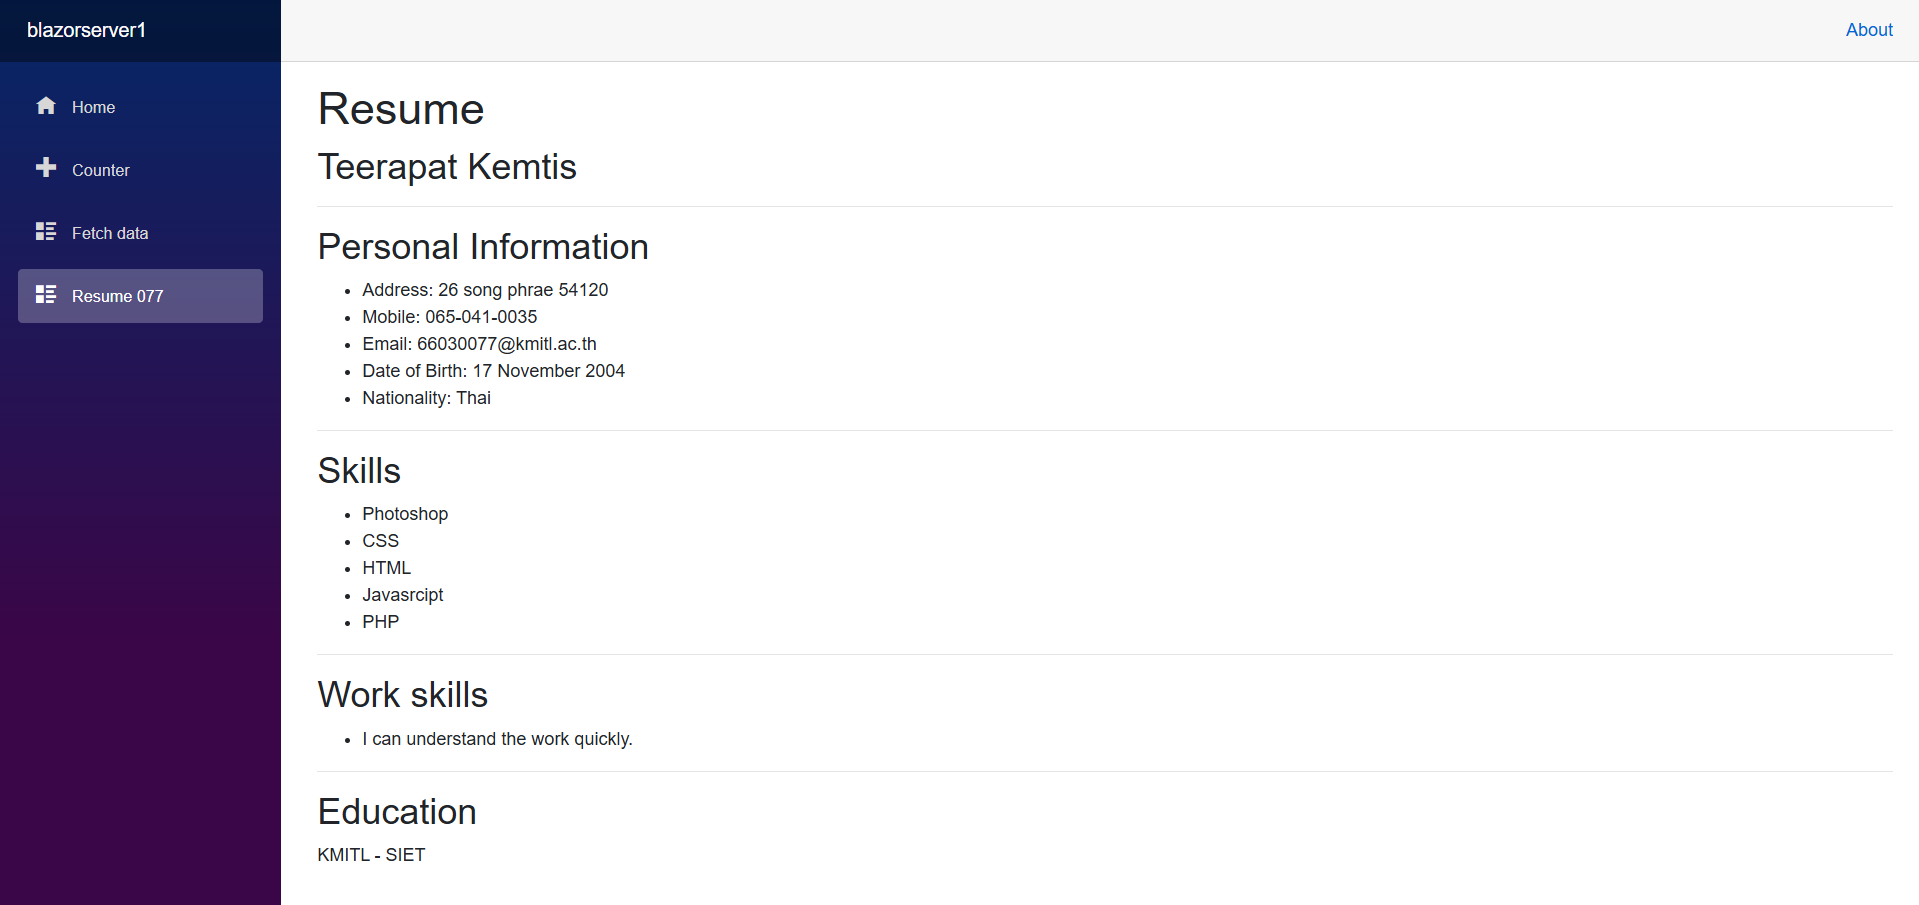 blazorserver1
About
Home
Counter
Fetch data
Resume 077
Resume
Teerapat Kemtis
Personal Information
Address: 26 song phrae 54120
Mobile: 065-041-0035
Email: 66030077@kmitl.ac.th
Date of Birth: 17 November 2004
Nationality: Thai
Skills
Photoshop
CSS
HTML
Javasrcipt
PHP
Work skills
I can understand the work quickly.
Education
KMITL - SIET